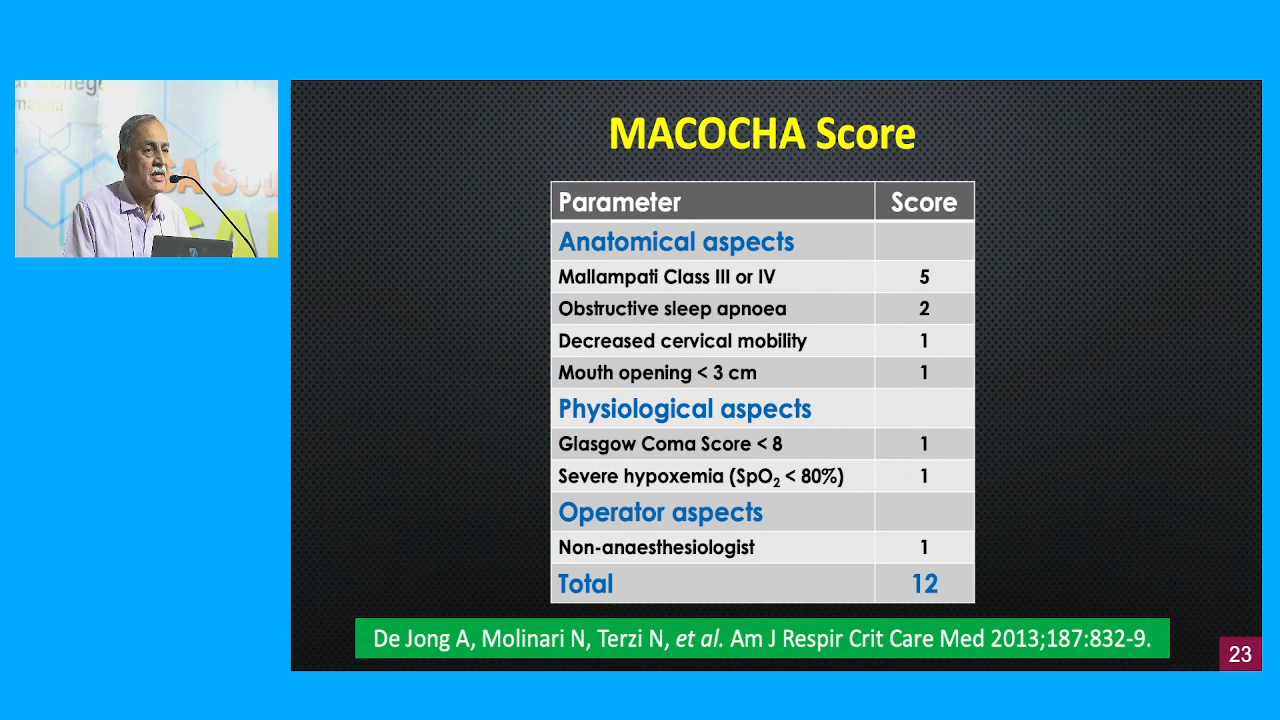 MACOCHA Score
Parameter Score
Anatomical aspects
Mallampati Class III or IV 5
Obstructive sleep apnoea 2
Decreased cervical mobility 1
Mouth opening < 3 cm 1
Physiological aspects
Glasgow Coma Score < 8 1
Severe hypoxemia (SpO₂ < 80%) 1
Operator aspects
Non-anaesthesiologist 1
Total 12
De Jong A, Molinari N, Terzi N, et al. Am J Respir Crit Care Med 2013;187:832-9.
23